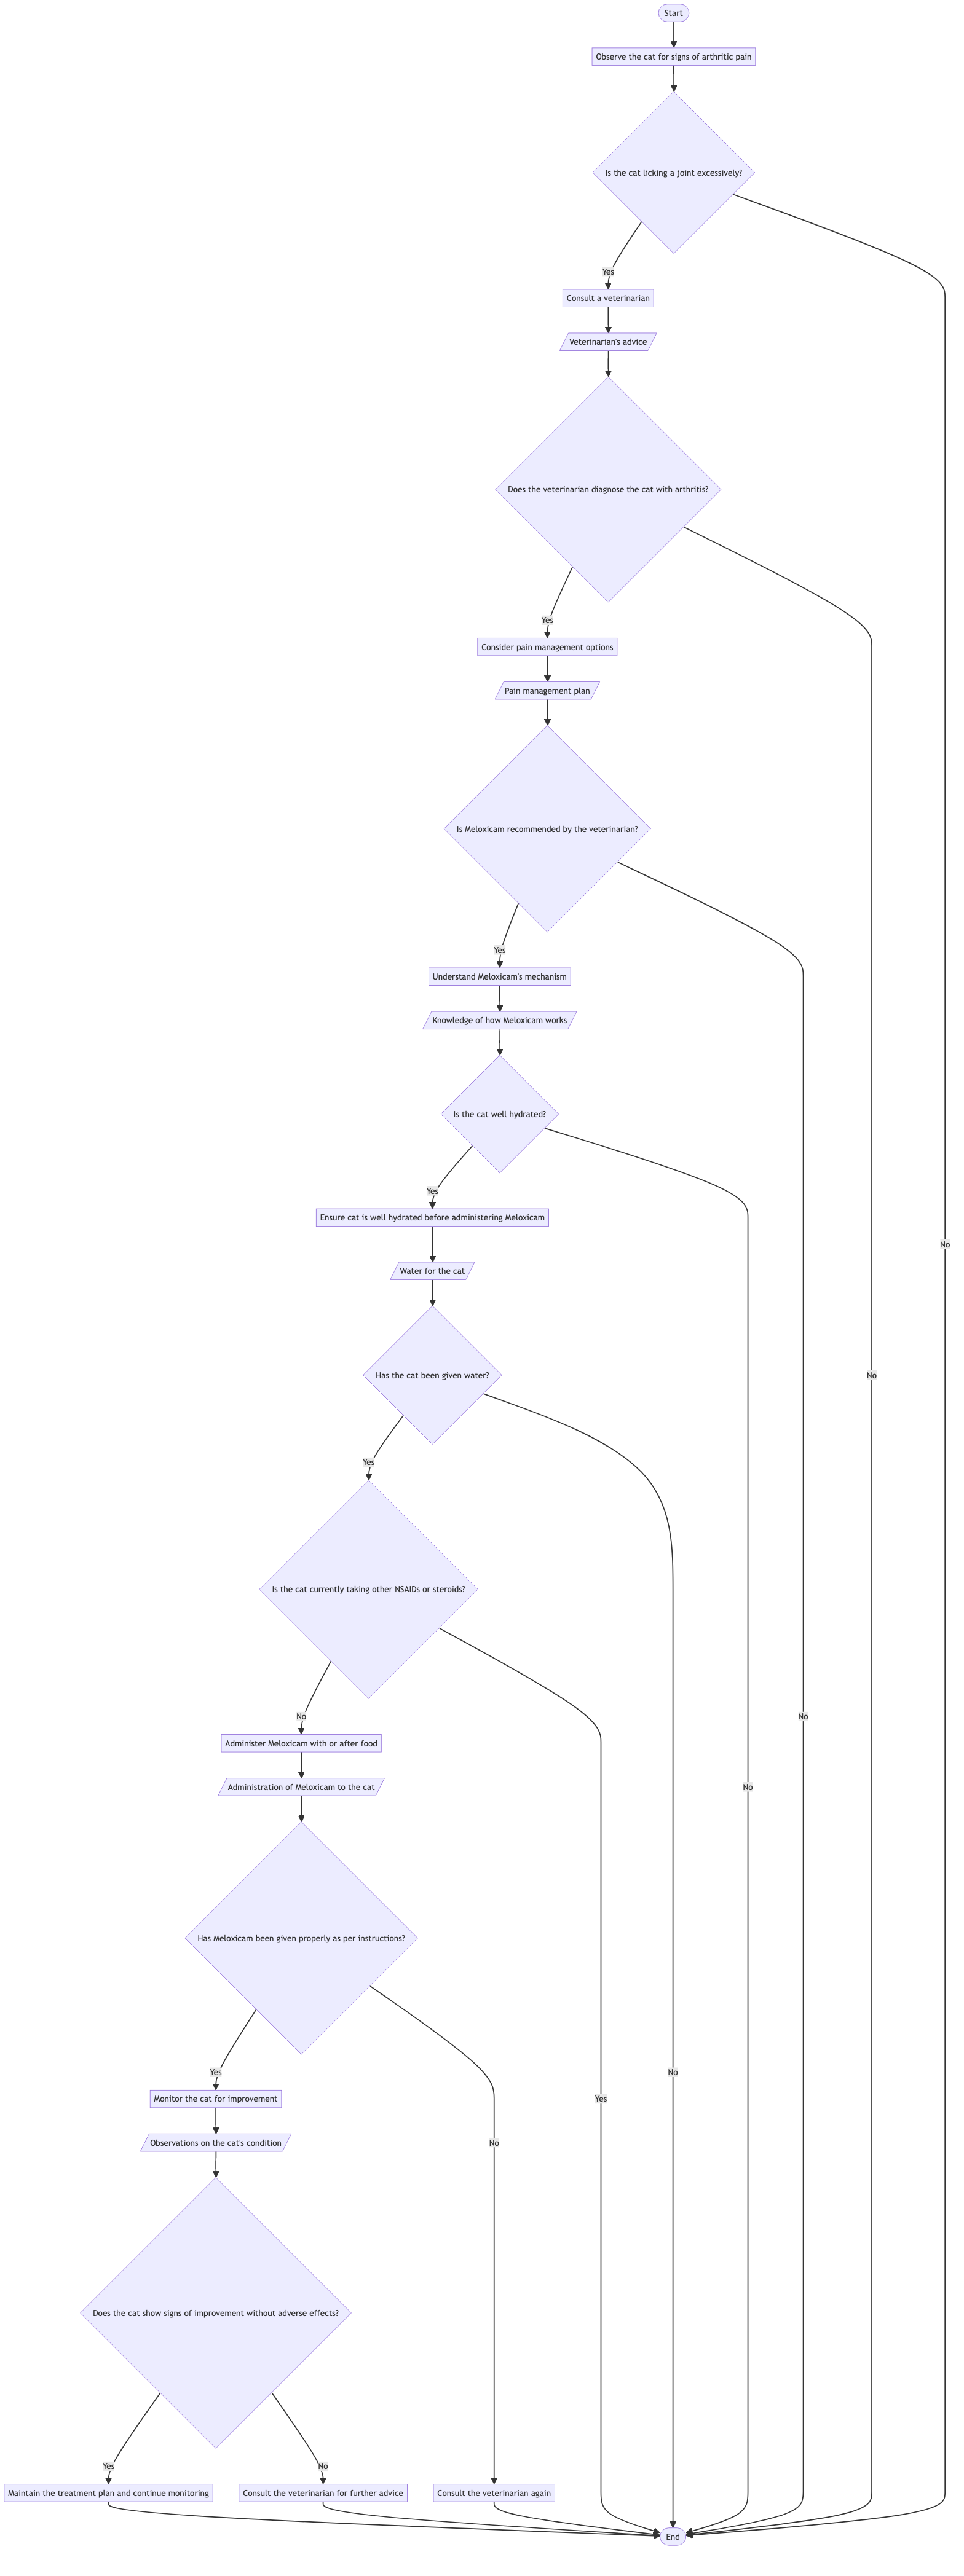 Start
Observe the cat for signs of arthritic pain
Is the cat licking a joint excessively?
Yes
Consult a veterinarian
Veterinarian's advice
Does the veterinarian diagnose the cat with arthritis?
Yes
Consider pain management options
Pain management plan
Is Meloxicam recommended by the veterinarian?
Yes
Understand Meloxicam's mechanism
Knowledge of how Meloxicam works
Is the cat well hydrated?
Yes
Ensure cat is well hydrated before administering Meloxicam
No
Water for the cat
Has the cat been given water?
No
Yes
Is the cat currently taking other NSAIDs or steroids?
No
No
Administer Meloxicam with or after food
Administration of Meloxicam to the cat
No
Has Meloxicam been given properly as per instructions?
Yes
No
Monitor the cat for improvement
Yes
Observations on the cat's condition
No
Does the cat show signs of improvement without adverse effects?
Yes
No
Maintain the treatment plan and continue monitoring
Consult the veterinarian for further advice
Consult the veterinarian again
End